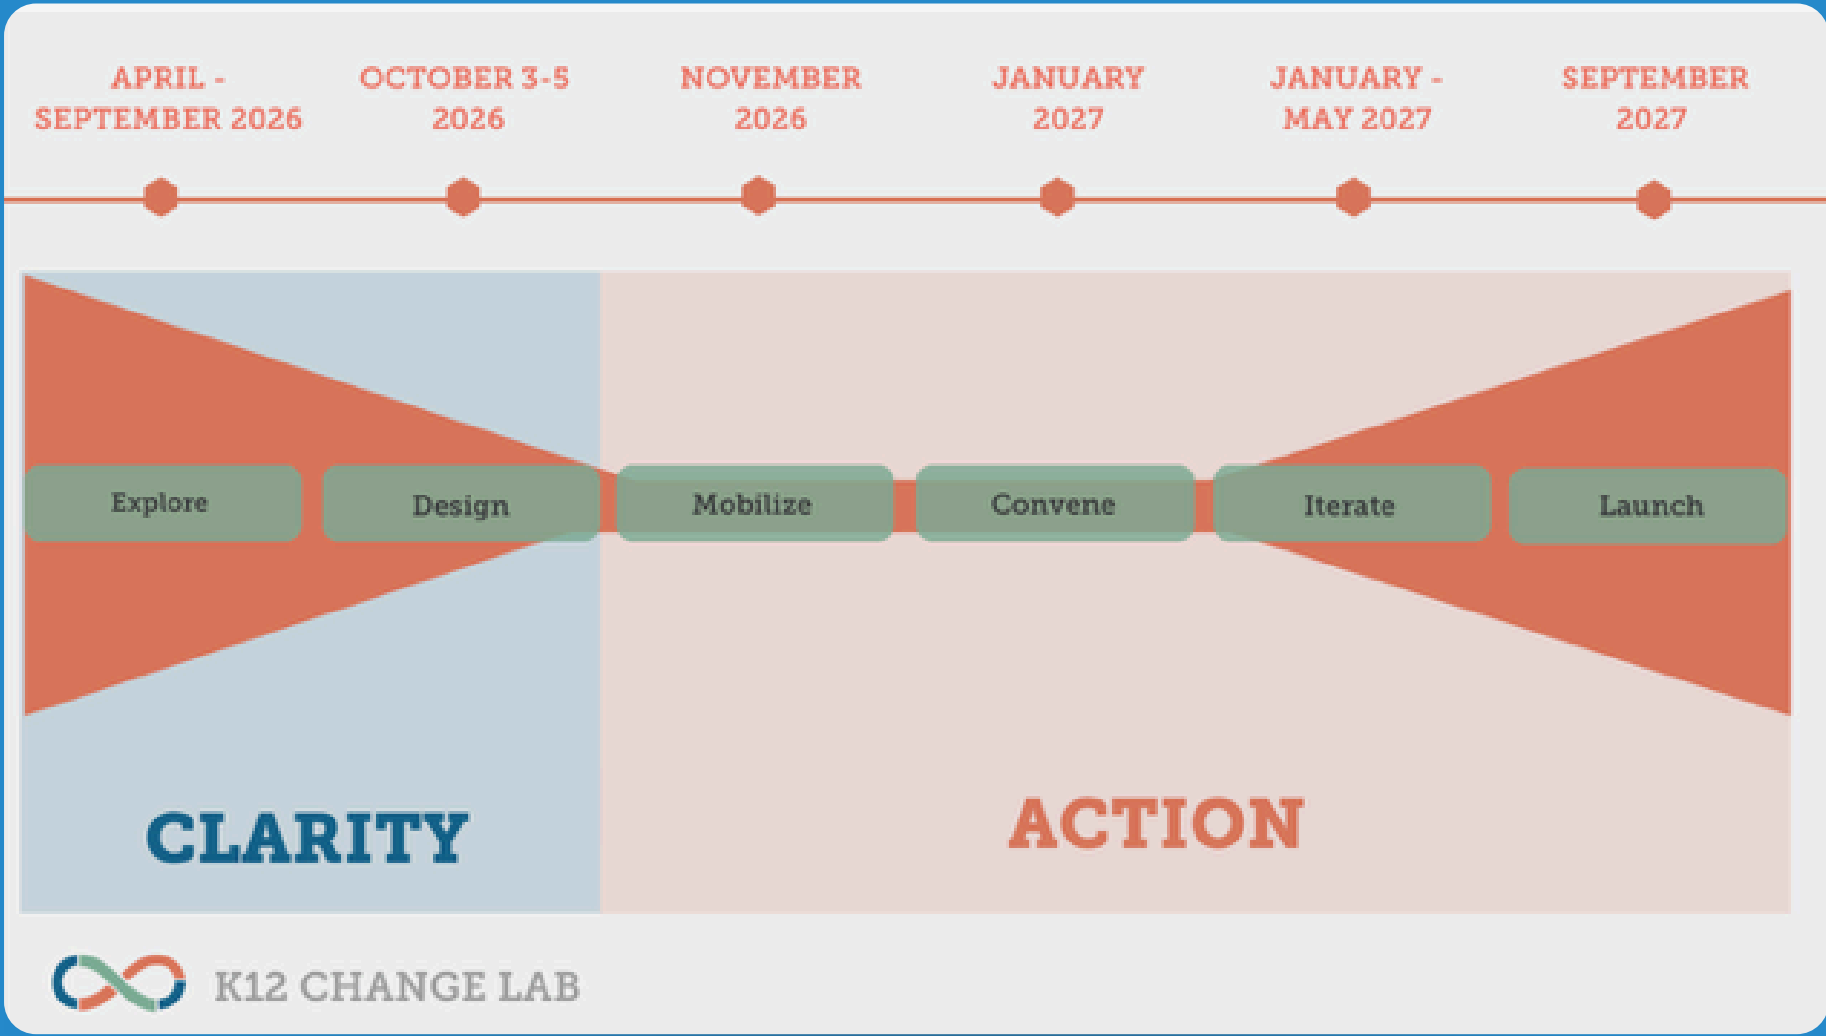 APRIL -
SEPTEMBER 2026
OCTOBER 3-5
2026
NOVEMBER
2026
JANUARY
2027
JANUARY -
MAY 2027
SEPTEMBER
2027
Explore
Design
Mobilize
Convene
Iterate
Launch
CLARITY
ACTION
K12 CHANGE LAB